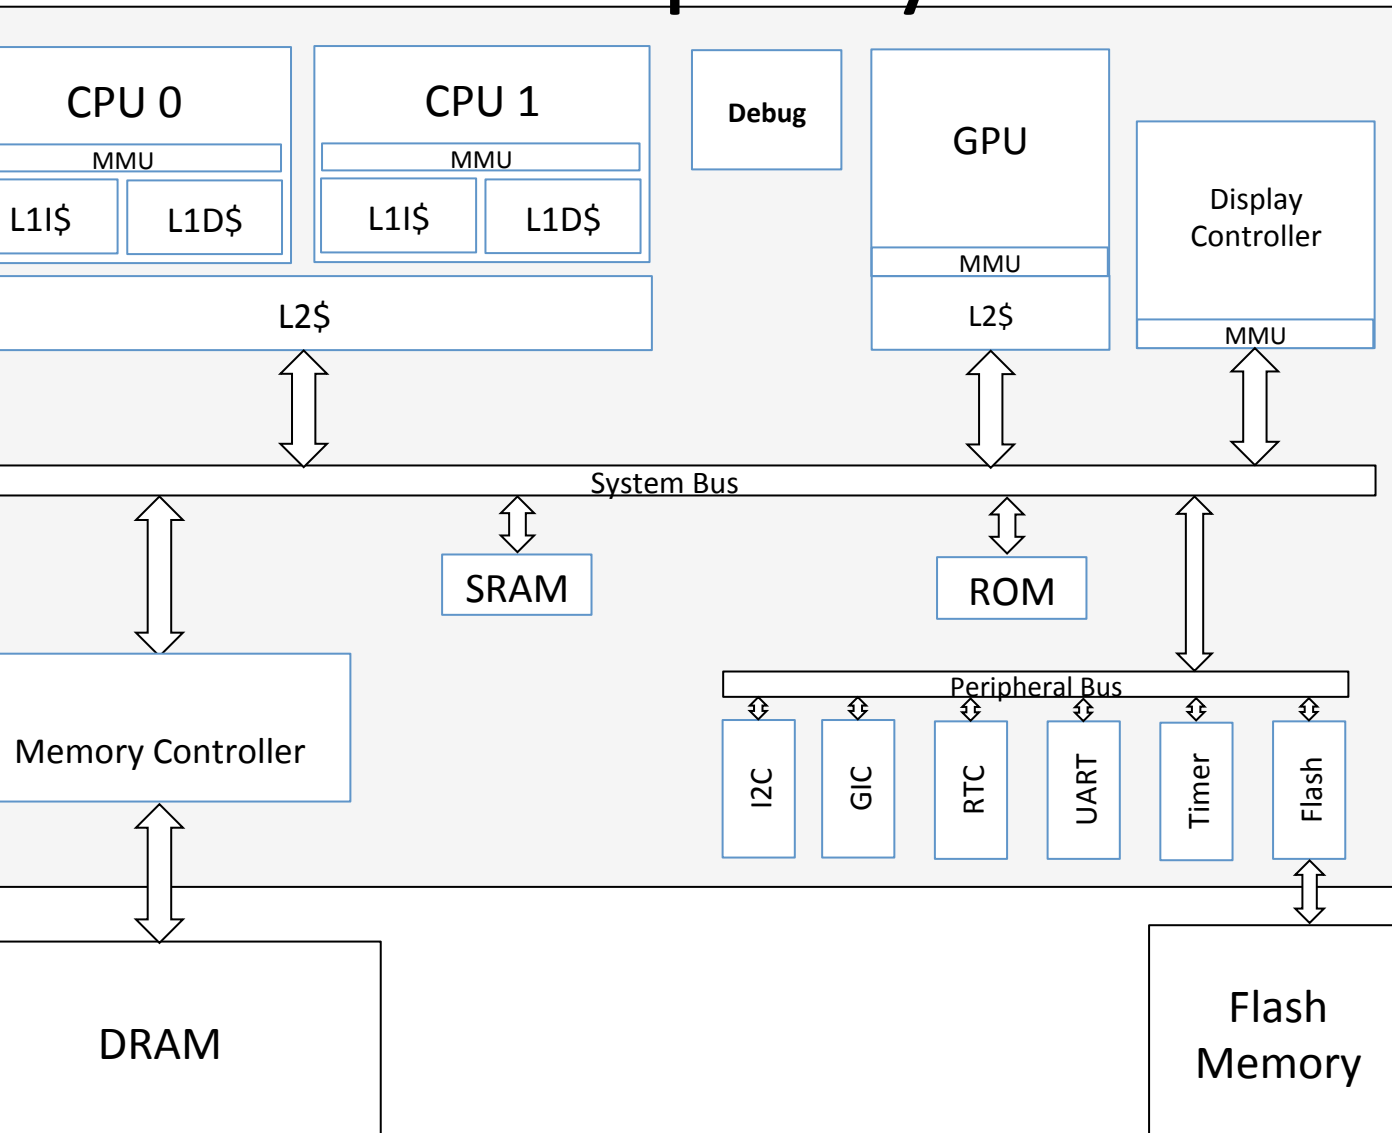 CPU 0
MMU
L1I$
L1D$
CPU 1
MMU
L1I$
L1D$
L2$
Debug
GPU
MMU
L2$
Display
Controller
MMU
System Bus
SRAM
ROM
Memory Controller
Peripheral Bus
I2C
GIC
RTC
UART
Timer
Flash
DRAM
Flash
Memory